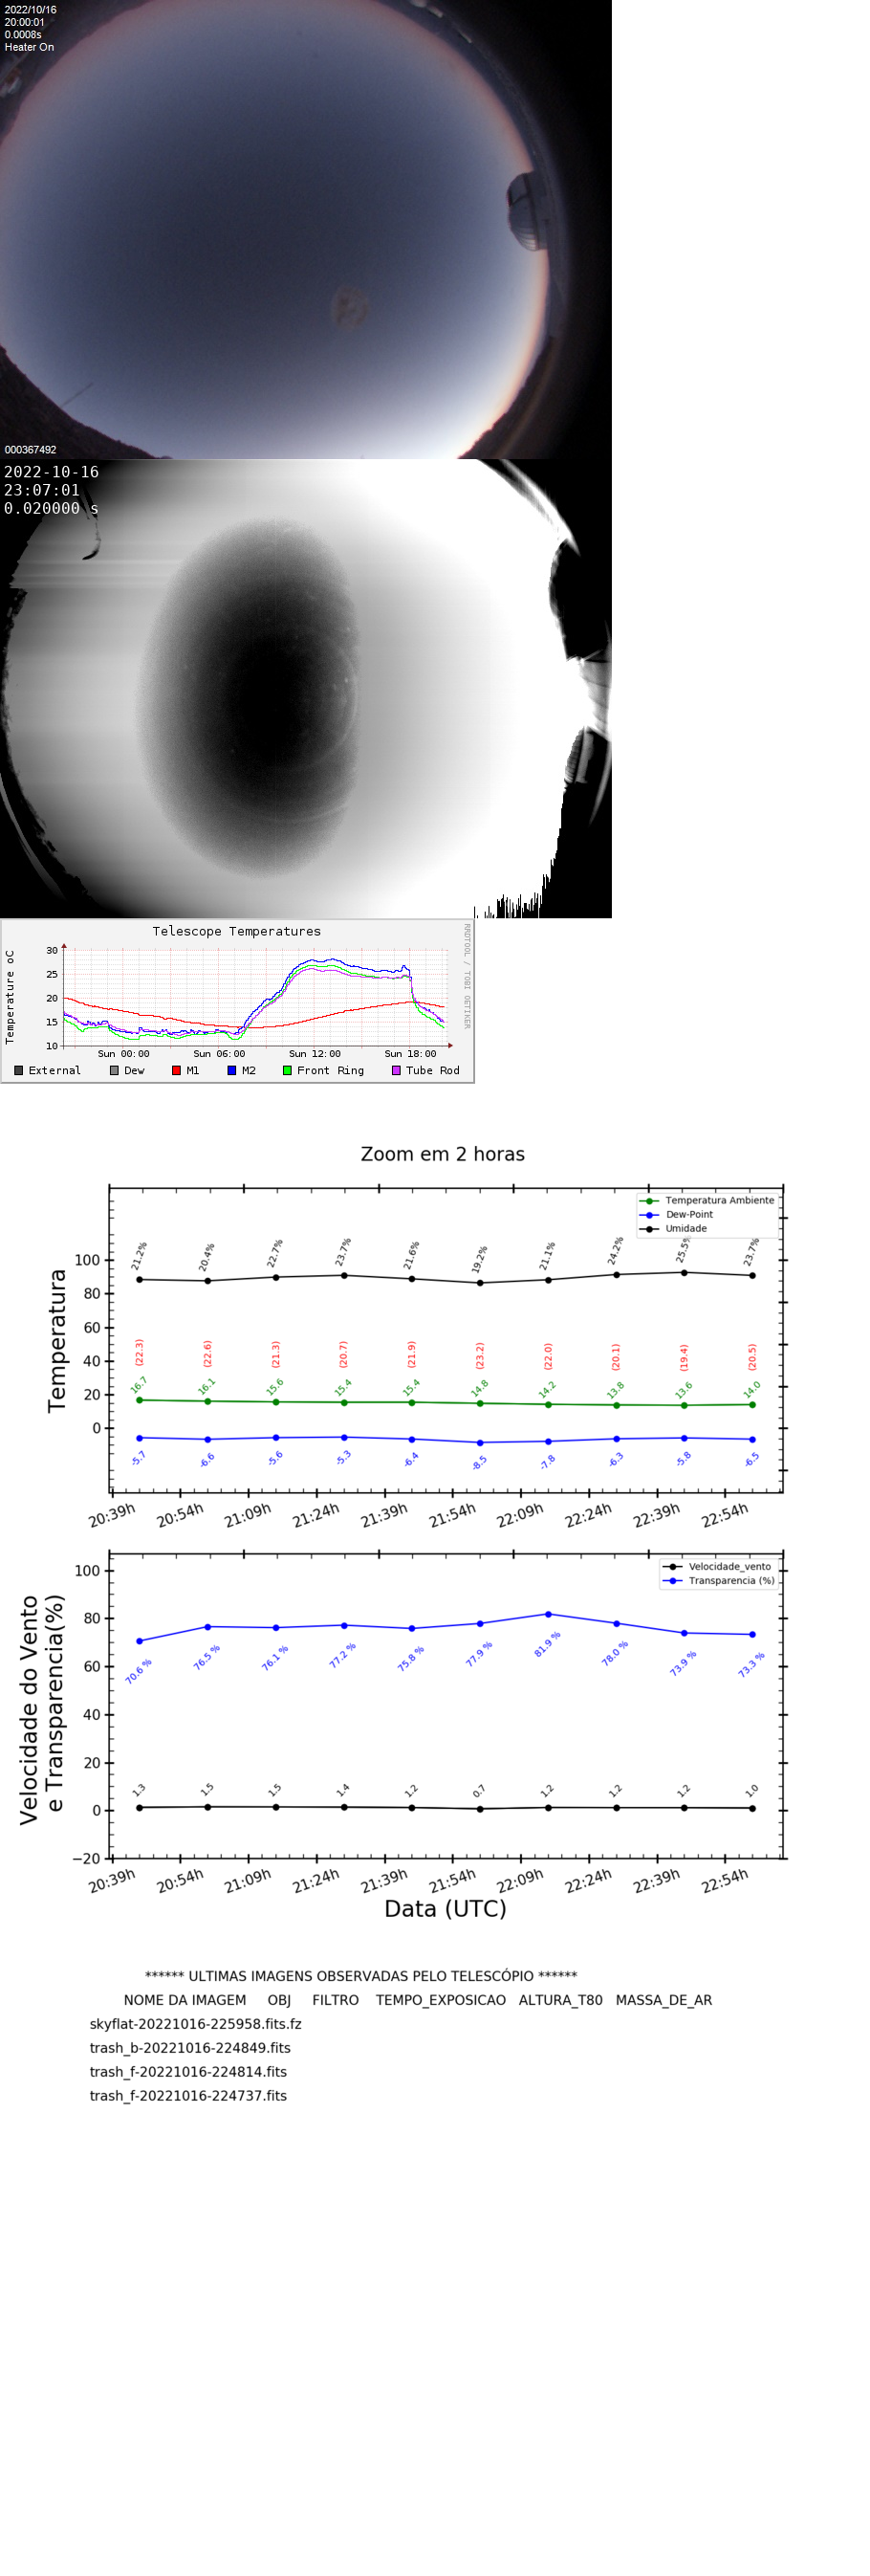 2022/10/16
20:00:01
0.0008s
Heater On
000367492
2022-10-16
23:07:01
0.020000 s
Telescope Temperatures
RRDTOOL / TOBI OETIKER
Temperature oC
30
25
20
15
10
Sun 00:00 Sun 06:00 Sun 12:00 Sun 18:00
External Dew M1 M2 Front Ring Tube Rod
Zoom em 2 horas
Temperatura Ambiente
Dew-Point
Umidade
Temperatura
100
80
60
40
20
0
21.2% 20.4% 22.7% 23.7% 21.6% 19.2% 21.1% 24.2% 25.5% 23.7%
(22.3) (22.6) (21.3) (20.7) (21.9) (23.2) (22.0) (20.1) (19.4) (20.5)
16.7 16.1 15.6 15.4 15.4 14.8 14.2 13.8 13.6 14.0
-5.7 -6.6 -5.6 -5.3 -6.4 -8.5 -7.8 -6.3 -5.8 -6.5
20:39h 20:54h 21:09h 21:24h 21:39h 21:54h 22:09h 22:24h 22:39h 22:54h
Velocidade_vento
Transparencia (%)
Velocidade do Vento
e Transparencia(%)
100
80
60
40
20
0
−20
70.6 % 76.5 % 76.1 % 77.2 % 75.8 % 77.9 % 81.9 % 78.0 % 73.9 % 73.3 %
1.3 1.5 1.5 1.4 1.2 0.7 1.2 1.2 1.2 1.0
20:39h 20:54h 21:09h 21:24h 21:39h 21:54h 22:09h 22:24h 22:39h 22:54h
Data (UTC)
****** ULTIMAS IMAGENS OBSERVADAS PELO TELESCÓPIO ******
NOME DA IMAGEM OBJ FILTRO TEMPO_EXPOSICAO ALTURA_T80 MASSA_DE_AR
skyflat-20221016-225958.fits.fz
trash_b-20221016-224849.fits
trash_f-20221016-224814.fits
trash_f-20221016-224737.fits